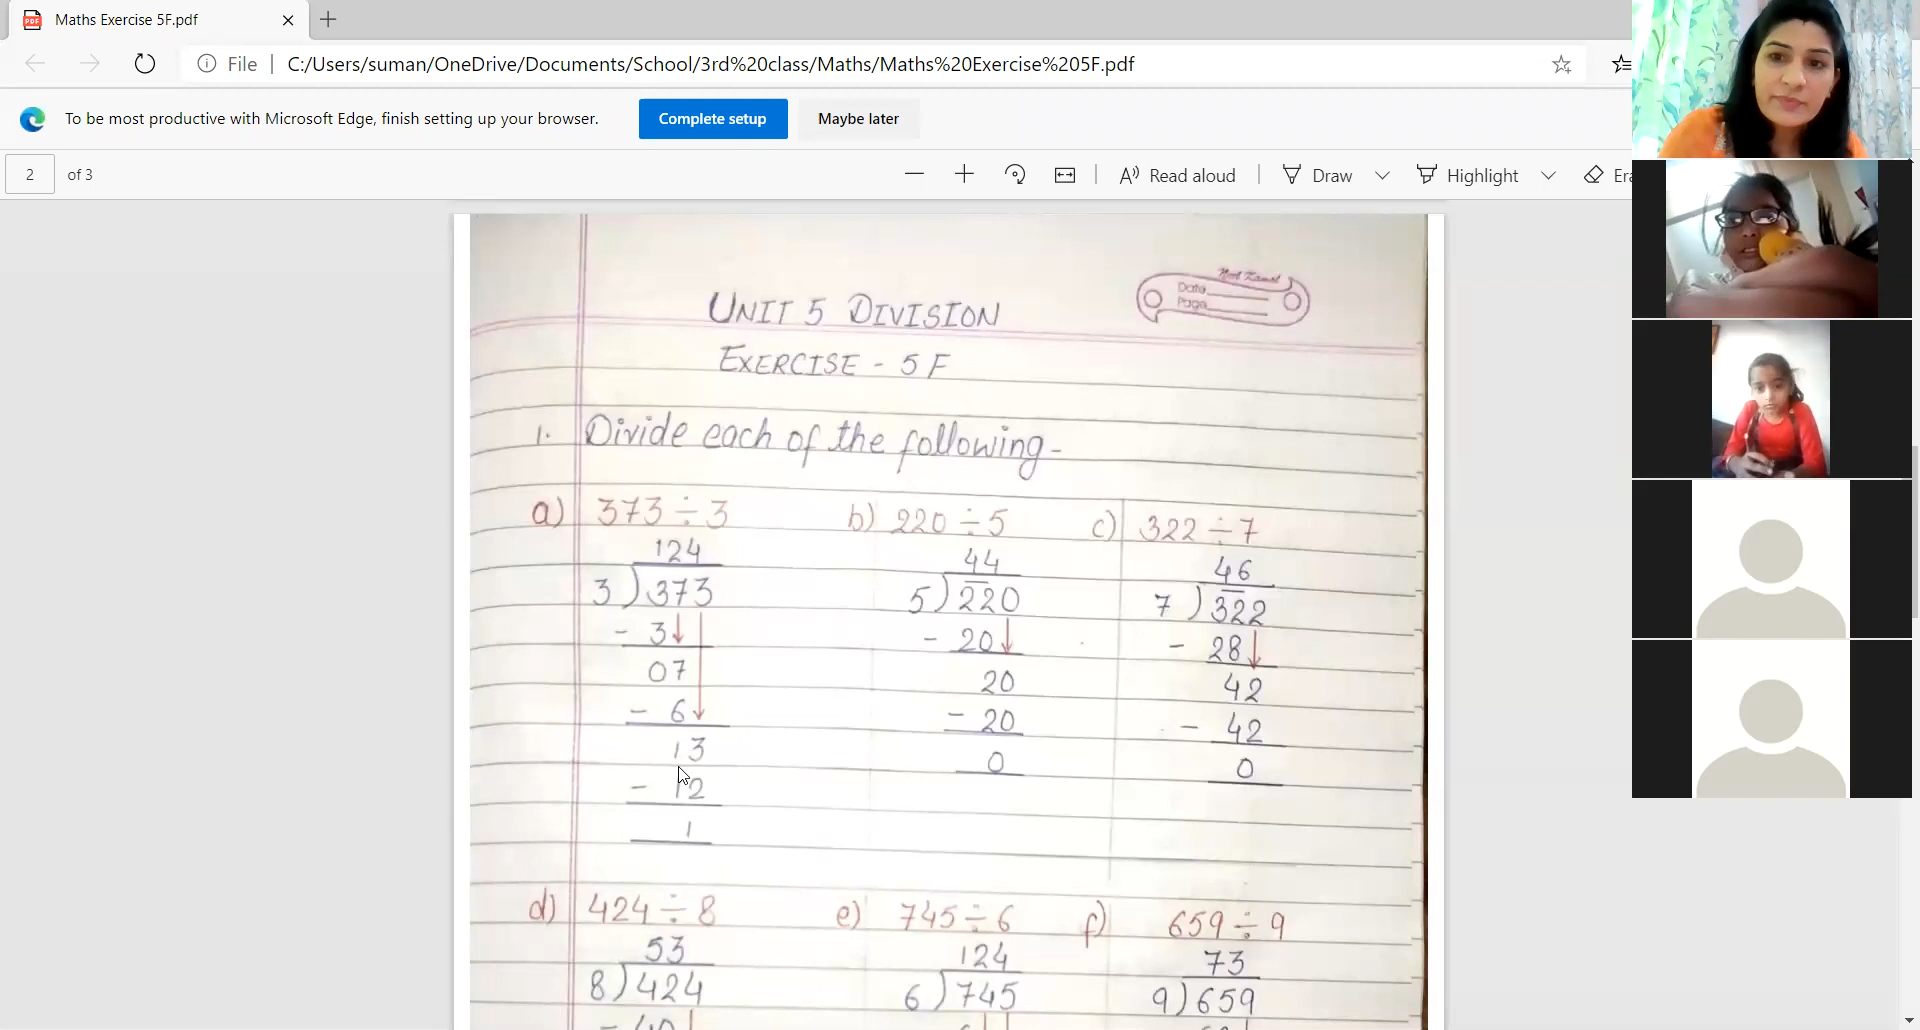 Maths Exercise 5F.pdf
File
C:/Users/suman/OneDrive/Documents/School/3rd%20class/Maths/Maths%20Exercise%205F.pdf
To be most productive with Microsoft Edge, finish setting up your browser.
Complete setup
Maybe later
2 of 3
Read aloud
Draw
Highlight
Era
UNIT 5 DIVISION
Date
Page
EXERCISE - 5 F
1. Divide each of the following -
a) 373 ÷ 3 b) 220 ÷ 5 c) 322 ÷ 7
124 44 46
3 ) 373 5 ) 220 7 ) 322
- 3 - 20 - 28
07 20 42
- 6 - 20 - 42
13 0 0
- 12
1
d) 424 ÷ 8 e) 745 ÷ 6 f) 659 ÷ 9
53 124 73
8 ) 424 6 ) 745 9 ) 659